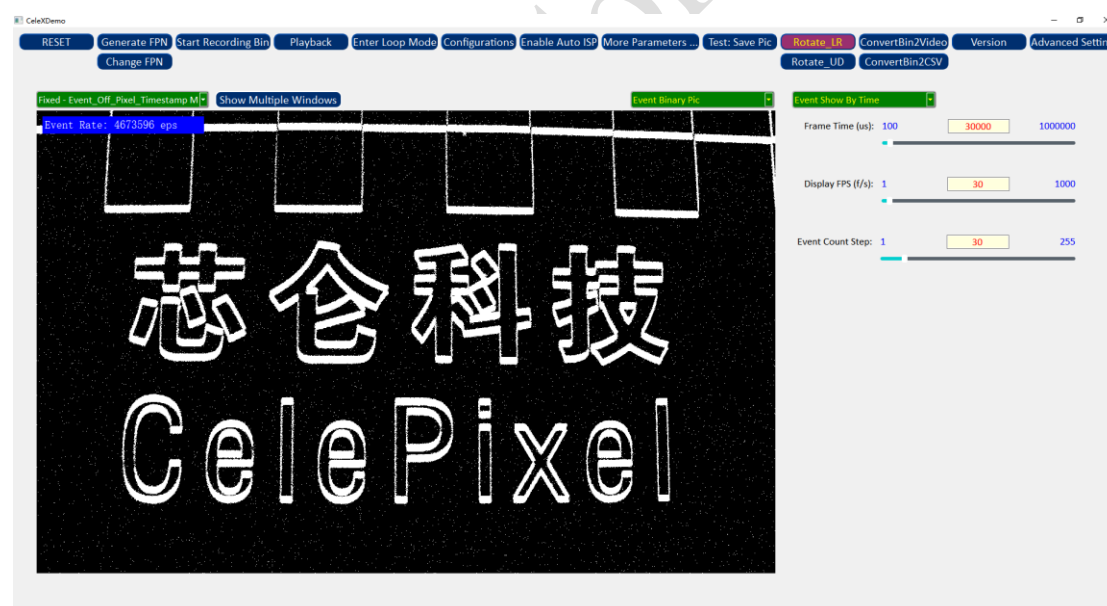 CeleXDemo
RESET Generate FPN Start Recording Bin Playback Enter Loop Mode Configurations Enable Auto ISP More Parameters ... Test: Save Pic Rotate_LR ConvertBin2Video Version Advanced Settin
Change FPN Rotate_UD ConvertBin2CSV
Fixed - Event_Off_Pixel_Timestamp M Show Multiple Windows Event Binary Pic Event Show By Time
Event Rate: 4673596 eps
Frame Time (us): 100 30000 1000000
Display FPS (f/s): 1 30 1000
Event Count Step: 1 30 255
芯仑科技
CelePixel